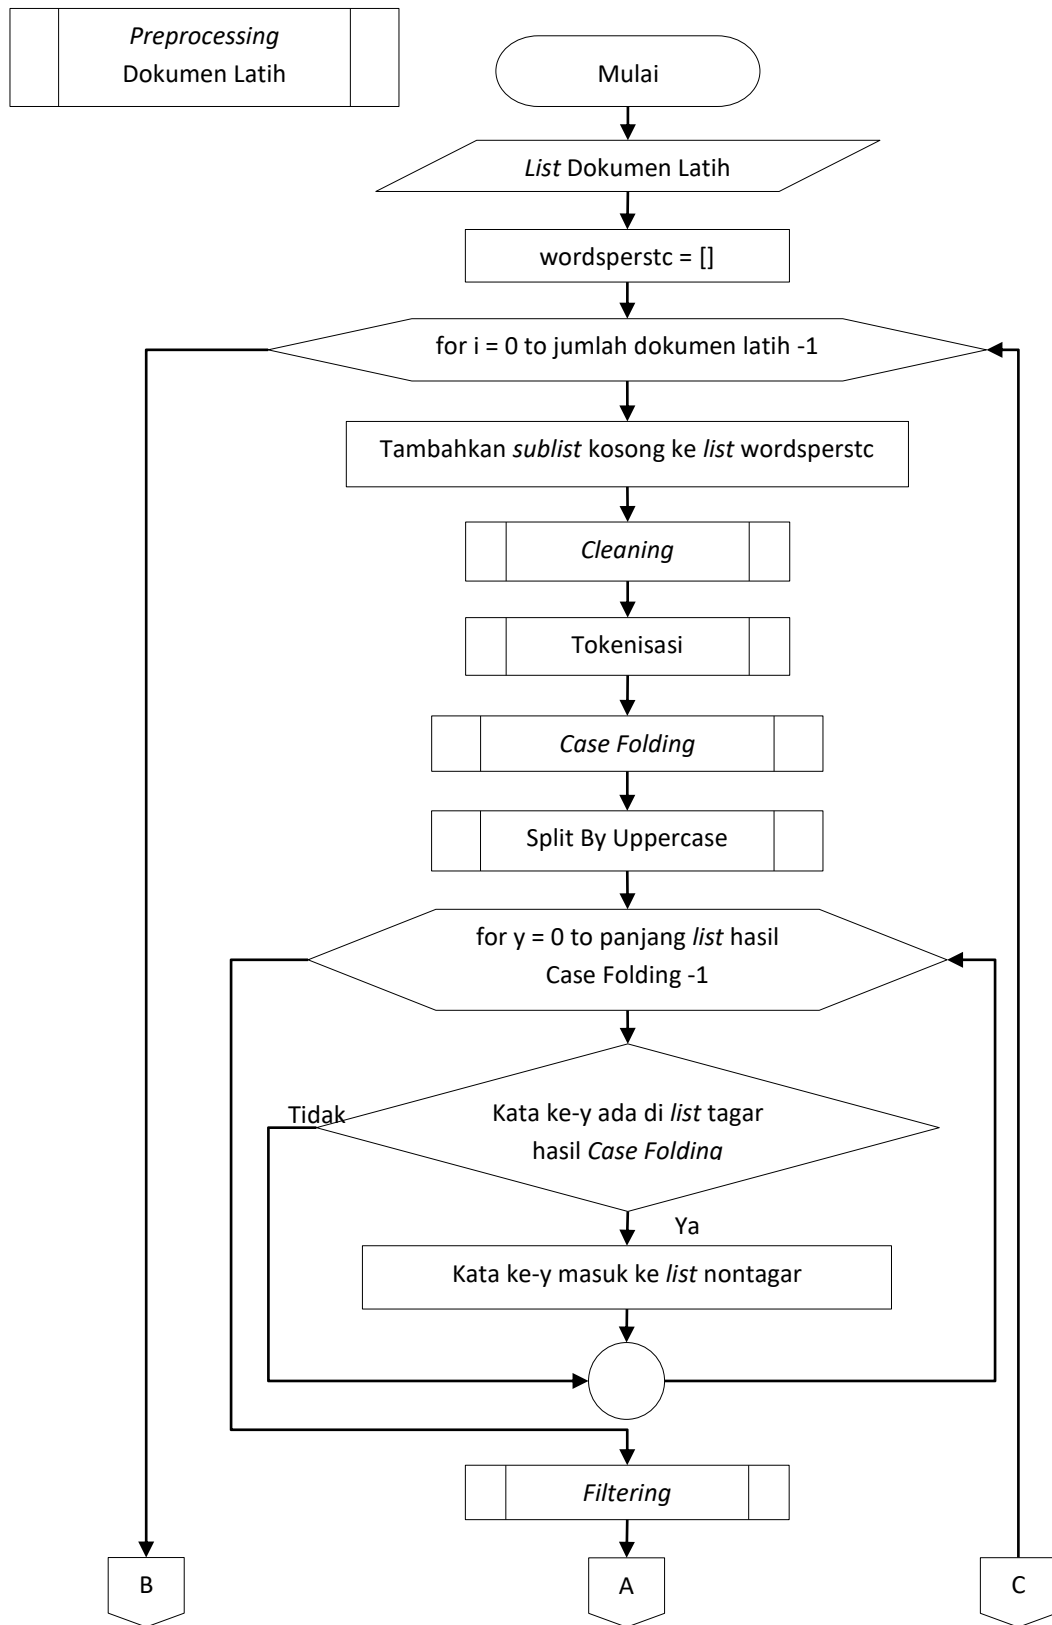 Preprocessing
Dokumen Latih
Mulai
List Dokumen Latih
wordsperstc = []
for i = 0 to jumlah dokumen latih -1
Tambahkan sublist kosong ke list wordsperstc
Cleaning
Tokenisasi
Case Folding
Split By Uppercase
for y = 0 to panjang list hasil
Case Folding -1
Tidak
Kata ke-y ada di list tagar
hasil Case Folding
Ya
Kata ke-y masuk ke list nontagar
Filtering
B
A
C